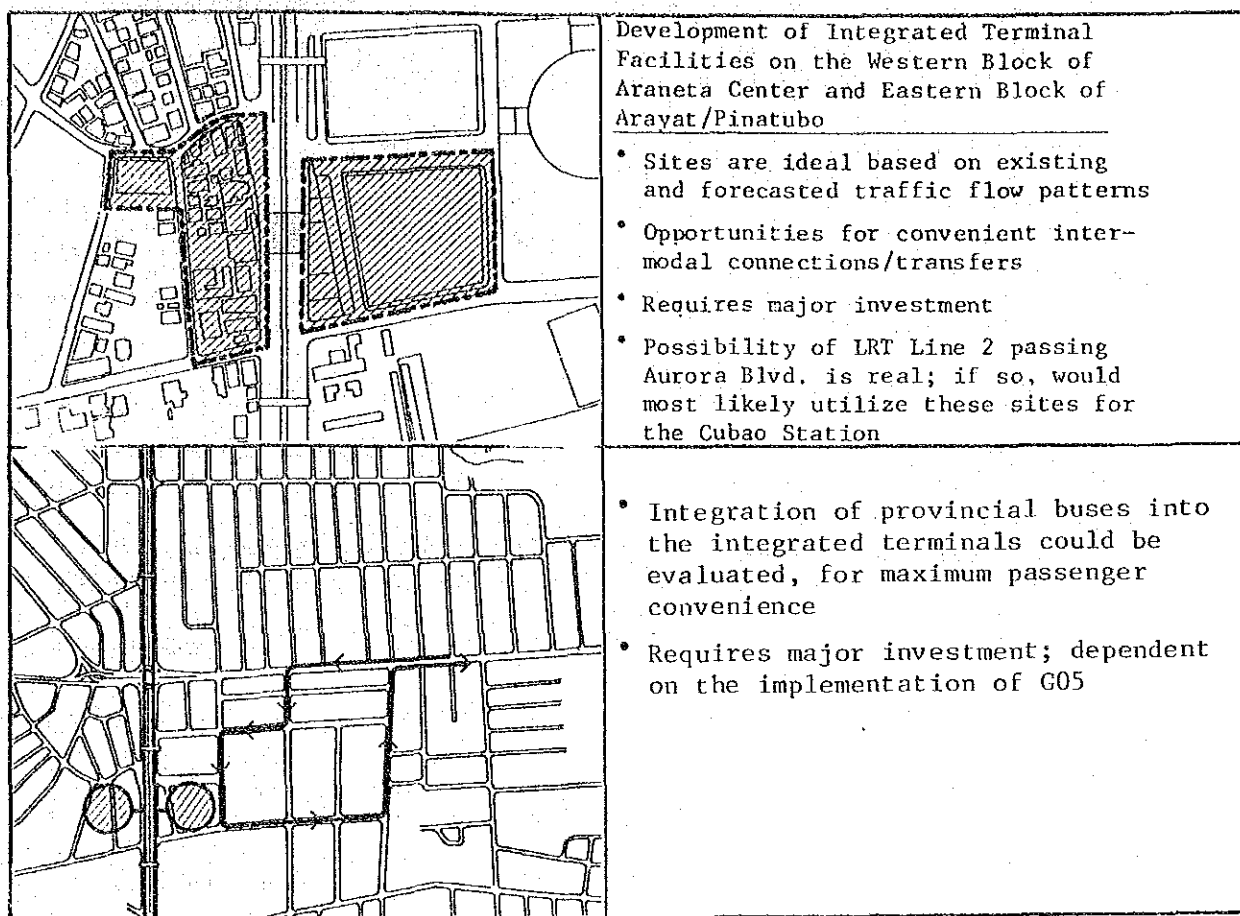 Development of Integrated Terminal
Facilities on the Western Block of
Araneta Center and Eastern Block of
Arayat/Pinatubo
• Sites are ideal based on existing
and forecasted traffic flow patterns
• Opportunities for convenient inter-
modal connections/transfers
• Requires major investment
• Possibility of LRT Line 2 passing
Aurora Blvd. is real; if so, would
most likely utilize these sites for
the Cubao Station
• Integration of provincial buses into
the integrated terminals could be
evaluated, for maximum passenger
convenience
• Requires major investment; dependent
on the implementation of G05